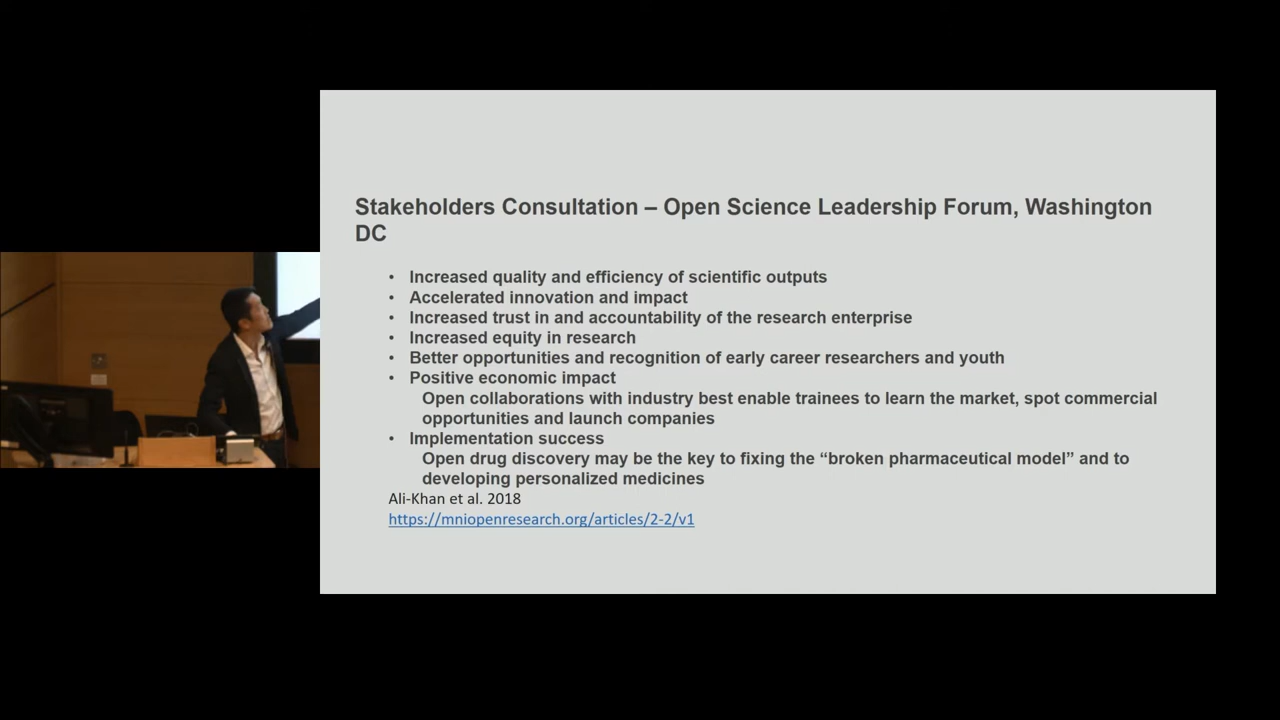 Stakeholders Consultation – Open Science Leadership Forum, Washington
DC
• Increased quality and efficiency of scientific outputs
• Accelerated innovation and impact
• Increased trust in and accountability of the research enterprise
• Increased equity in research
• Better opportunities and recognition of early career researchers and youth
• Positive economic impact
Open collaborations with industry best enable trainees to learn the market, spot commercial
opportunities and launch companies
• Implementation success
Open drug discovery may be the key to fixing the “broken pharmaceutical model” and to
developing personalized medicines
Ali-Khan et al. 2018
https://mniopenresearch.org/articles/2-2/v1